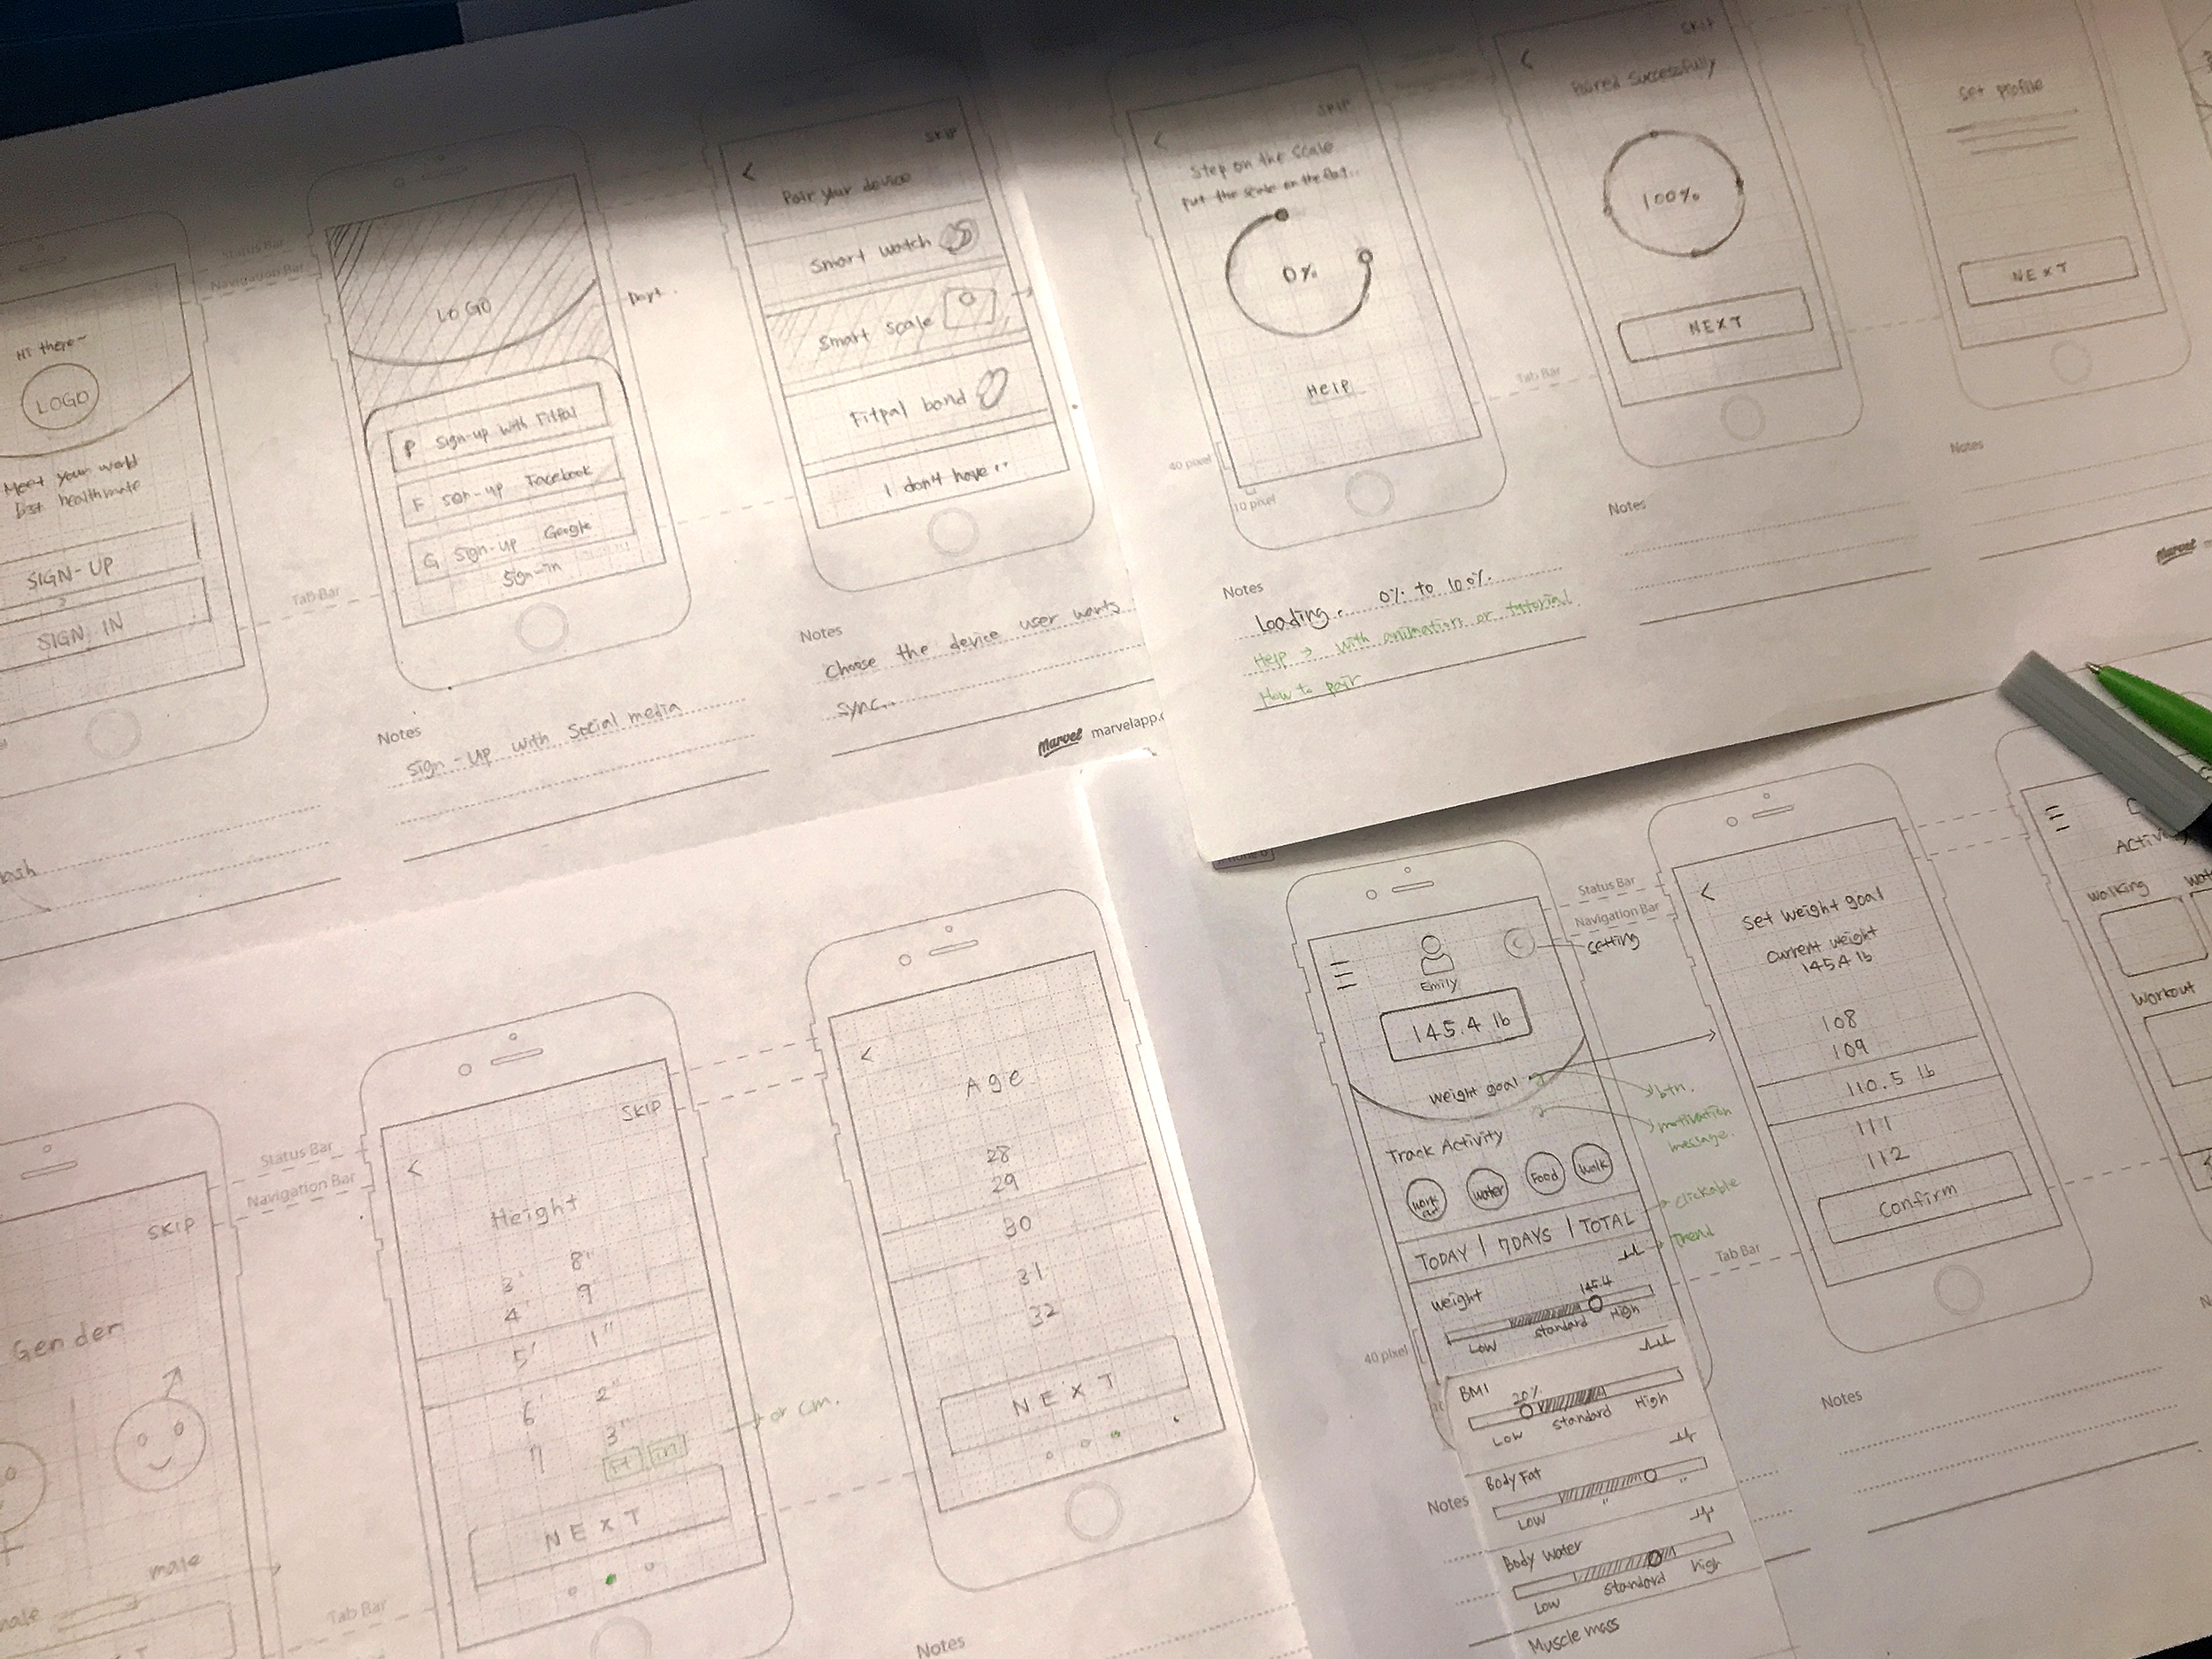 Hi there~
LOGO
Meet your world
best healthmate
SIGN-UP
SIGN IN
Status Bar
Navigation Bar
Tab Bar
LOGO
P Sign-up with Fitpal
F Sign-up Facebook
G Sign-up Google
Sign-in
Notes
Sign-Up with Social media
SKIP
<
Pair your device
Smart watch
Smart scale
Fitpal band
I don't have..
Notes
Choose the device user wants
sync..
Marvel marvelapp.c
SKIP
<
Step on the scale
put the scale on the flat...
0%
Help
40 pixel
10 pixel
Notes
Loading. 0% to 100%.
Help → with animation or tutorial.
How to pair
SKIP
<
Paired Successfully
100%
NEXT
Tab Bar
Notes
Set profile
NEXT
Notes
Marvel
SKIP
Gender
male
Status Bar
Navigation Bar
Tab Bar
SKIP
<
Height
3' 8"
4' 9
5' 1"
6' 2"
7 3"
ft in
→ or cm.
NEXT
<
Age
28
29
30
31
32
NEXT
Notes
Status Bar
Navigation Bar
setting
Emily
145.4 lb
Weight goal
btn.
motivation
message.
Track Activity
work out
water
Food
walk
clickable
TODAY | 7DAYS | TOTAL
Trend
Weight
145.4
Low standard High
40 pixel
BMI
20%
Low standard High
Body Fat
Low " "
Notes
Body Water
Low standard high
Muscle mass
Tab Bar
<
Set weight goal
Current weight
145.4 lb
108
109
110.5 lb
111
112
Confirm
Notes
Walking
Workout